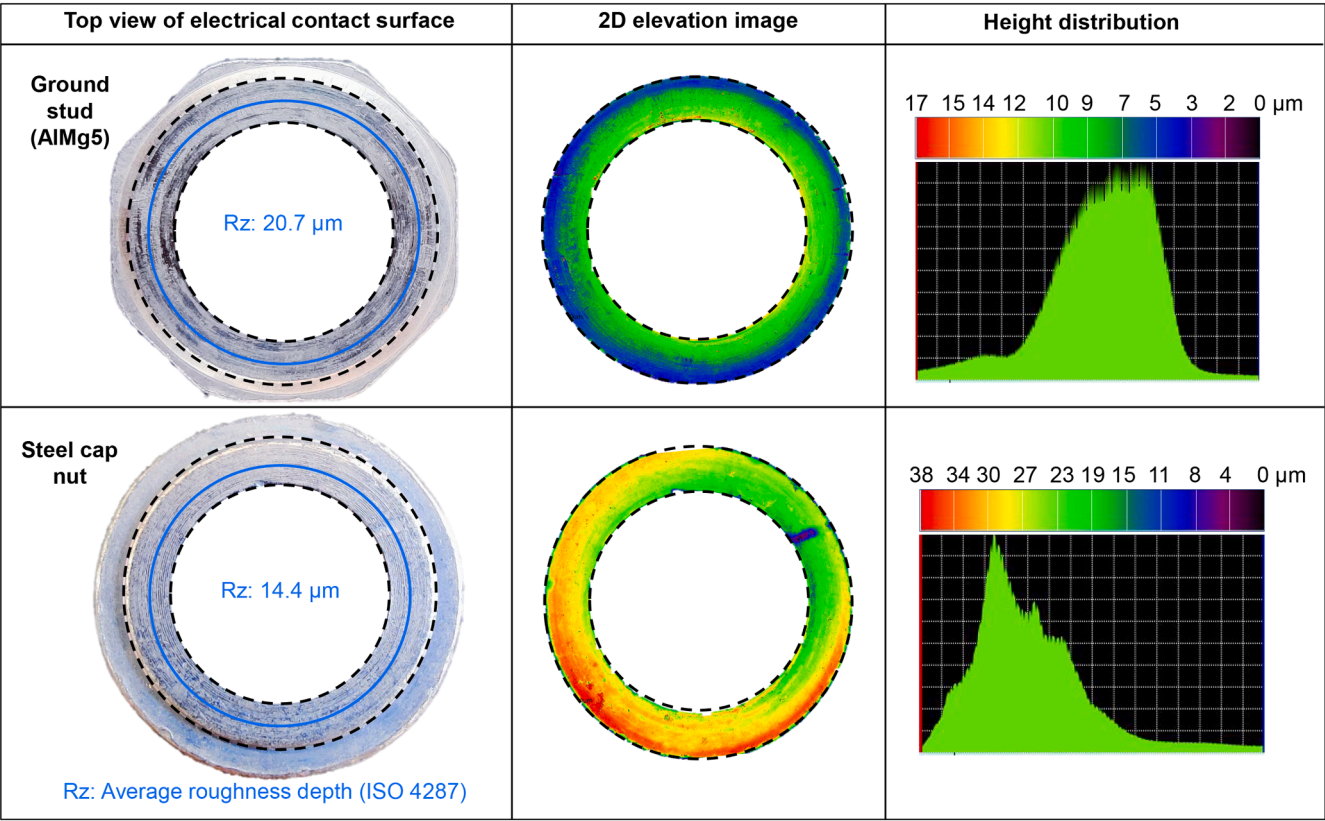 Top view of electrical contact surface
2D elevation image
Height distribution
Ground
stud
(AlMg5)
Rz: 20.7 µm
17 15 14 12 10 9 7 5 3 2 0 µm
Steel cap
nut
Rz: 14.4 µm
38 34 30 27 23 19 15 11 8 4 0 µm
Rz: Average roughness depth (ISO 4287)